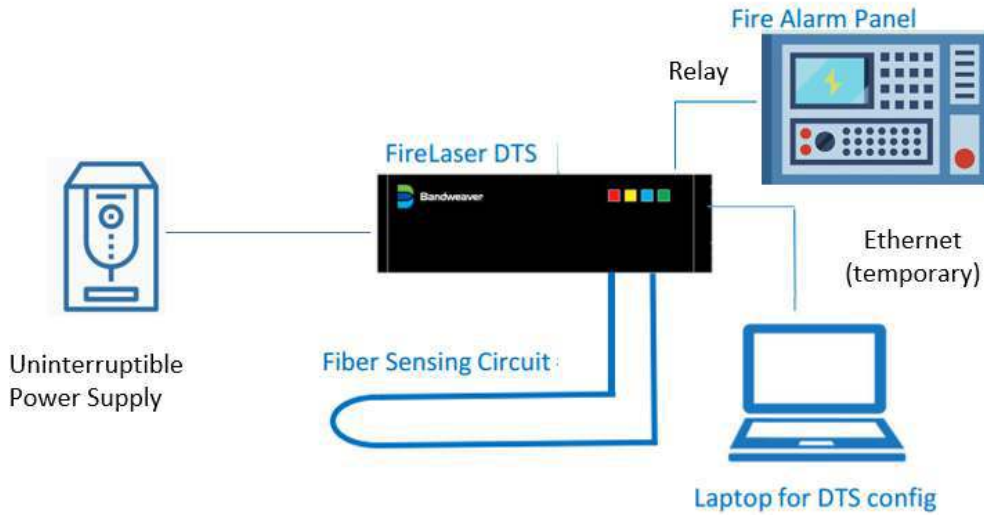 Fire Alarm Panel
Relay
FireLaser DTS
Bandweaver
Ethernet
(temporary)
Uninterruptible
Power Supply
Fiber Sensing Circuit
Laptop for DTS config